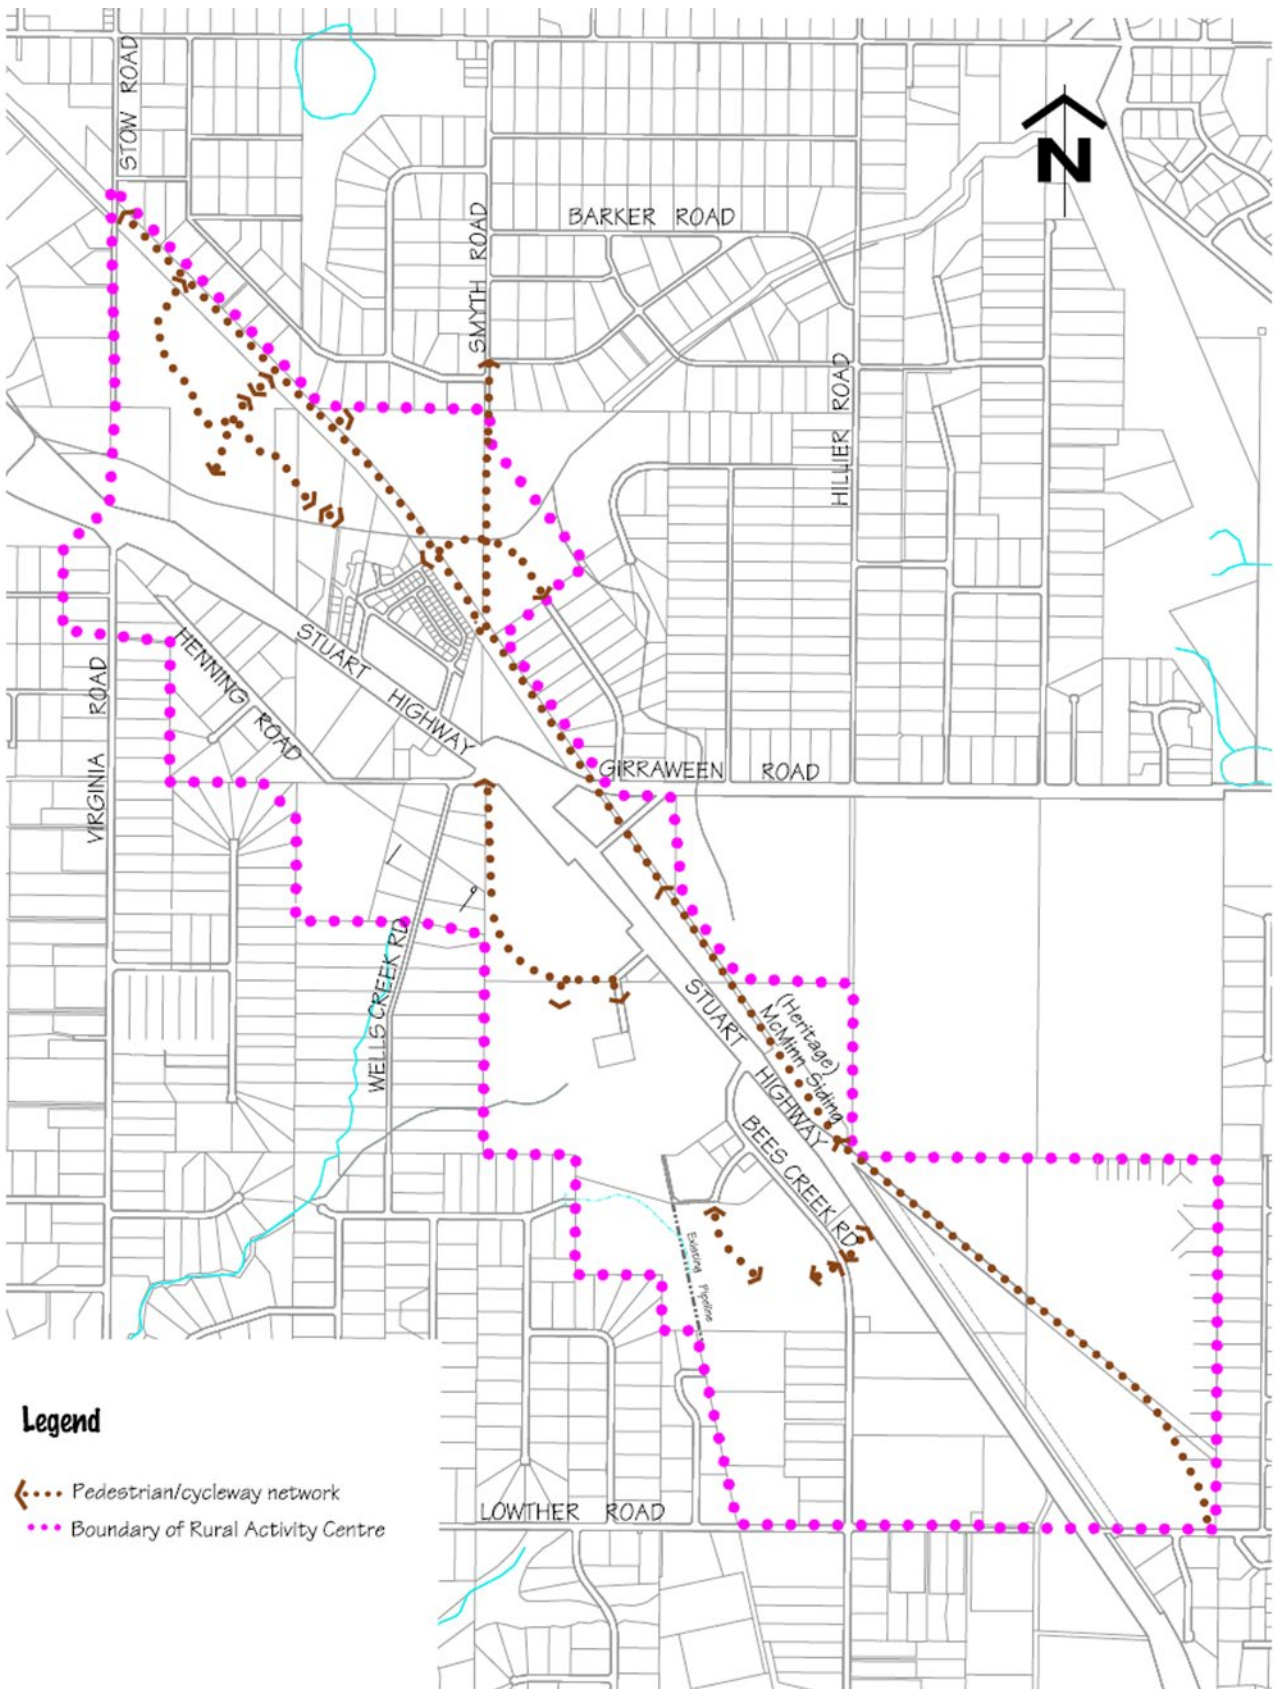 STOW ROAD
N
BARKER ROAD
SMYTH ROAD
HILLIER ROAD
HENNING ROAD
STUART HIGHWAY
VIRGINIA ROAD
GIRRAWEEN ROAD
WELLS CREEK RD
STUART HIGHWAY
(Heritage)
McMinn Siding
BEES CREEK RD
Existing Pipeline
Legend
Pedestrian/cycleway network
Boundary of Rural Activity Centre
LOWTHER ROAD